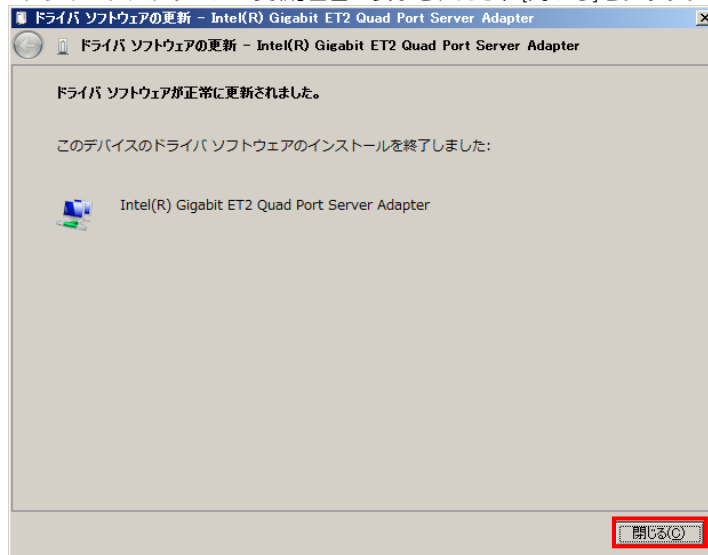 ドライバ ソフトウェアの更新 - Intel(R) Gigabit ET2 Quad Port Server Adapter
ドライバ ソフトウェアの更新 - Intel(R) Gigabit ET2 Quad Port Server Adapter
ドライバ ソフトウェアが正常に更新されました。
このデバイスのドライバ ソフトウェアのインストールを終了しました:
Intel(R) Gigabit ET2 Quad Port Server Adapter
閉じる(C)